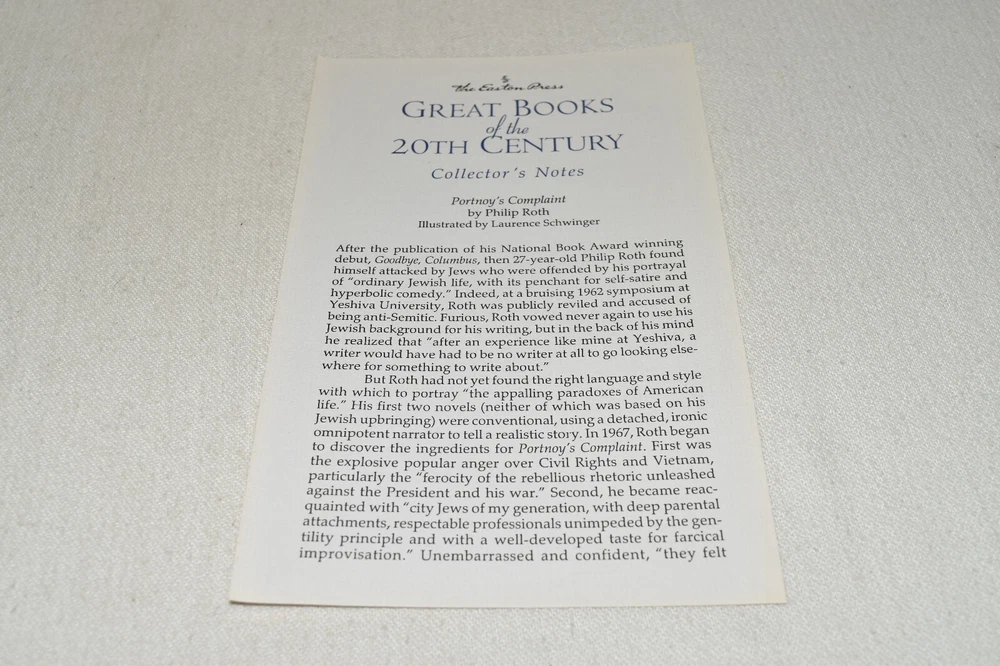 the Easton Press
GREAT BOOKS
of the
20TH CENTURY
Collector's Notes
Portnoy's Complaint
by Philip Roth
Illustrated by Laurence Schwinger
After the publication of his National Book Award winning
debut, Goodbye, Columbus, then 27-year-old Philip Roth found
himself attacked by Jews who were offended by his portrayal
of "ordinary Jewish life, with its penchant for self-satire and
hyperbolic comedy." Indeed, at a bruising 1962 symposium at
Yeshiva University, Roth was publicly reviled and accused of
being anti-Semitic. Furious, Roth vowed never again to use his
Jewish background for his writing, but in the back of his mind
he realized that "after an experience like mine at Yeshiva, a
writer would have had to be no writer at all to go looking else-
where for something to write about."
But Roth had not yet found the right language and style
with which to portray "the appalling paradoxes of American
life." His first two novels (neither of which was based on his
Jewish upbringing) were conventional, using a detached, ironic
omnipotent narrator to tell a realistic story. In 1967, Roth began
to discover the ingredients for Portnoy's Complaint. First was
the explosive popular anger over Civil Rights and Vietnam,
particularly the "ferocity of the rebellious rhetoric unleashed
against the President and his war." Second, he became reac-
quainted with "city Jews of my generation, with deep parental
attachments, respectable professionals unimpeded by the gen-
tility principle and with a well-developed taste for farcical
improvisation." Unembarrassed and confident, "they felt